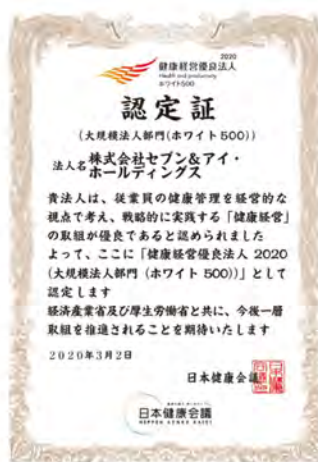 2020
健康経営優良法人
Health and productivity
ホワイト500
認定証
(大規模法人部門(ホワイト500))
法人名 株式会社セブン&アイ・
ホールディングス
貴法人は、従業員の健康管理を経営的な
視点で考え、戦略的に実践する「健康経営」
の取組が優良であると認められました
よって、ここに「健康経営優良法人 2020
(大規模法人部門（ホワイト 500）)」として
認定します
経済産業省及び厚生労働省と共に、今後一層
取組を推進されることを期待いたします
2020年3月2日
日本健康会議
日本健康会議
NIPPON KENKO KAIGI